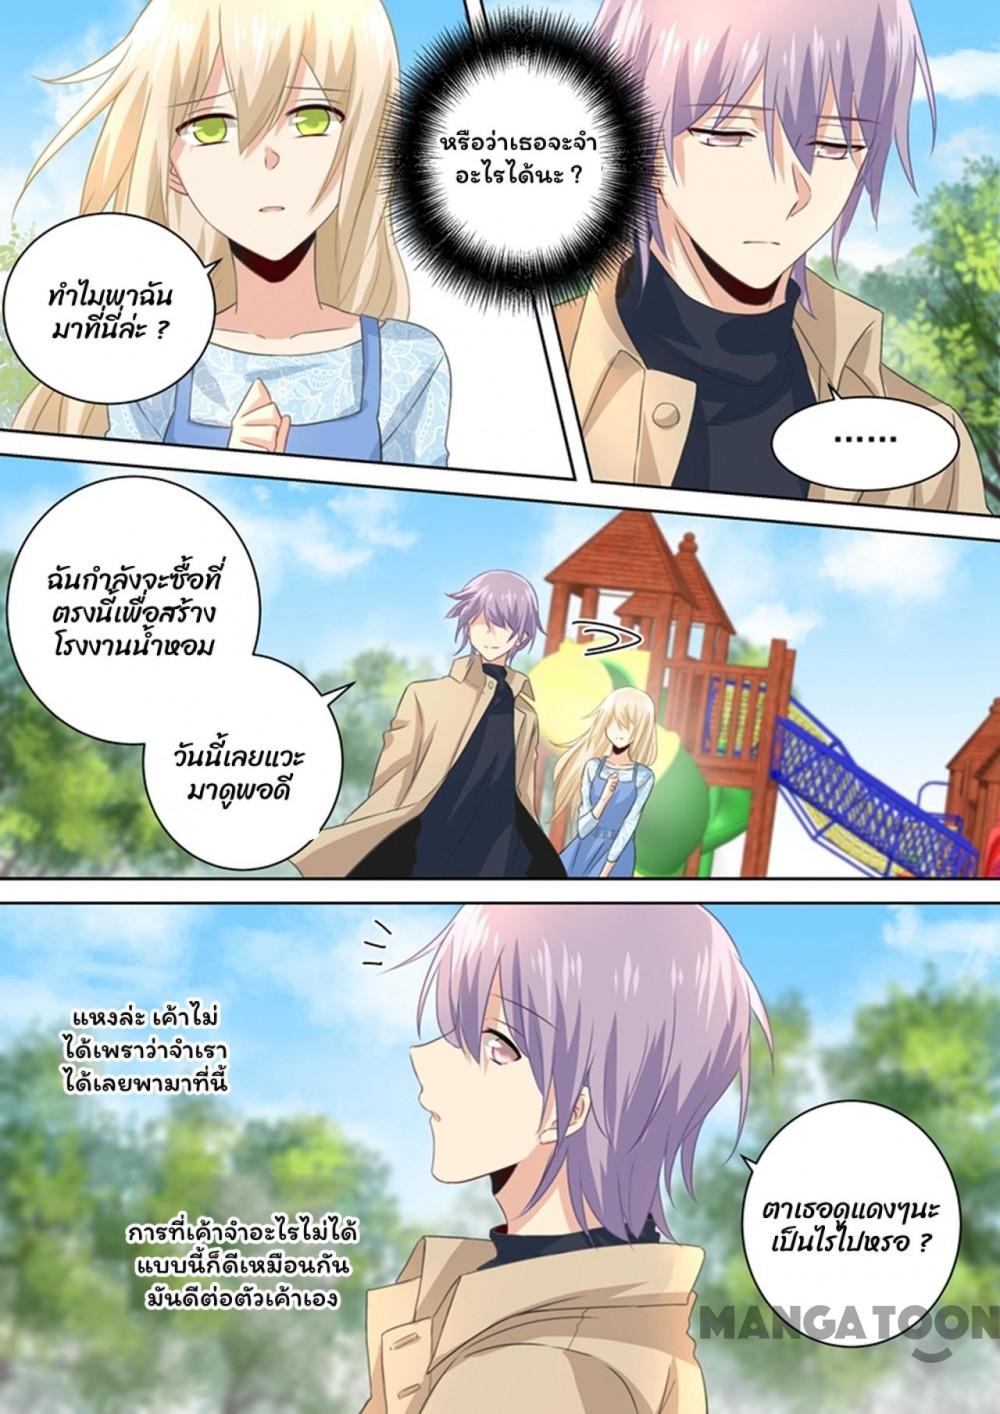 หรือว่าเธอจะจำ
อะไรได้นะ ?
ทำไมพาฉัน
มาที่นี่ล่ะ ?
......
ฉันกำลังจะซื้อที่
ตรงนี้เพื่อสร้าง
โรงงานน้ำหอม
วันนี้เลยแวะ
มาดูพอดี
แหงล่ะ เค้าไม่
ได้เพราว่าจำเรา
ได้เลยพามาที่นี้
การที่เค้าจำอะไรไม่ได้
แบบนี้ก็ดีเหมือนกัน
มันดีต่อตัวเค้าเอง
ตาเธอดูแดงๆนะ
เป็นไรไปหรอ ?
MANGATOON